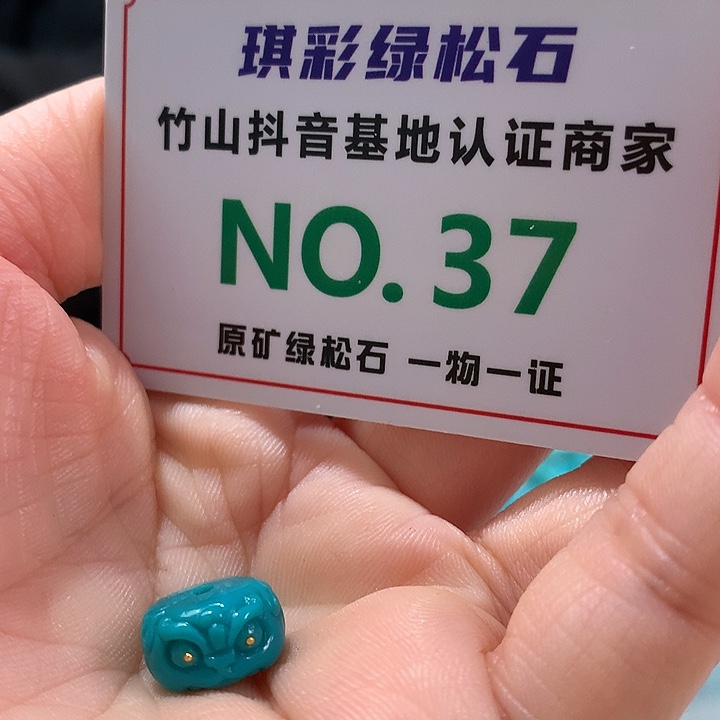 琪彩绿松石
竹山抖音基地认证商家
NO.37
原矿绿松石 一物一证